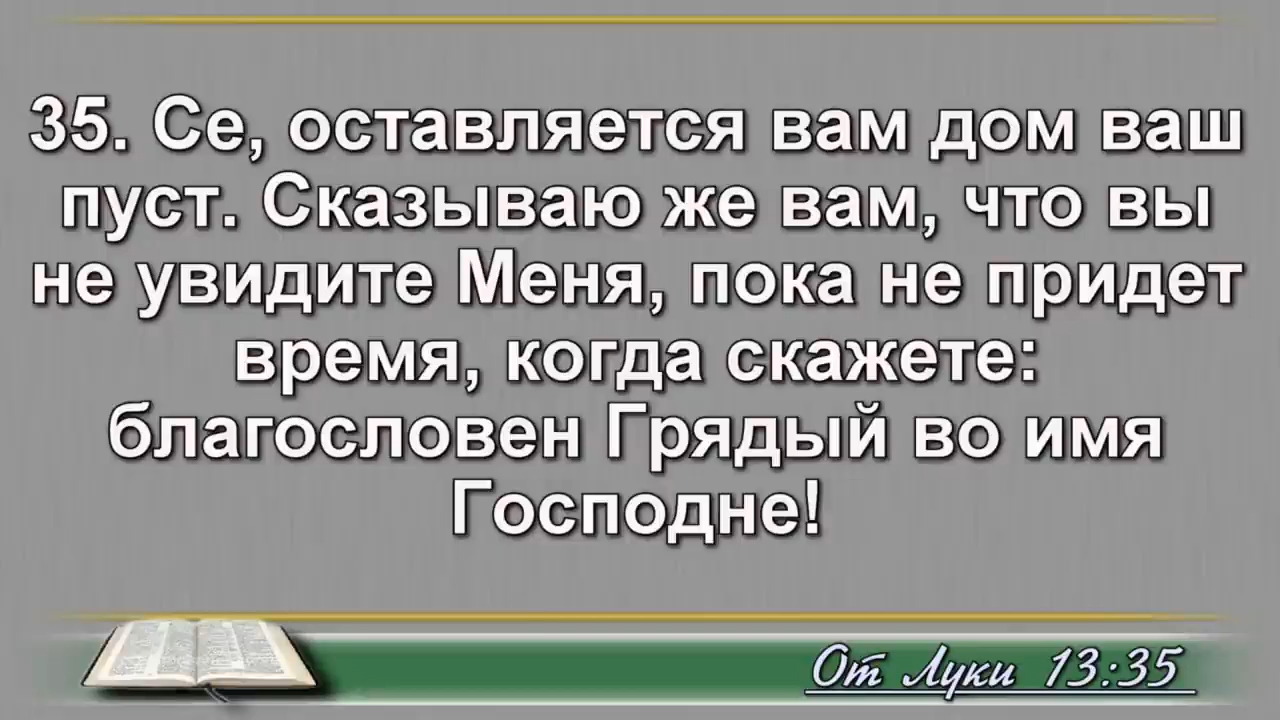 35. Се, оставляется вам дом ваш
пуст. Сказываю же вам, что вы
не увидите Меня, пока не придет
время, когда скажете:
благословен Грядый во имя
Господне!
От Луки 13:35